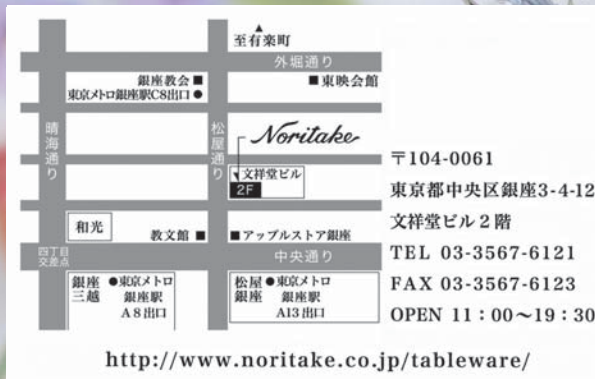 至有楽町
外堀通り
銀座教会
東映会館
東京メトロ銀座駅C8出口
晴海通り
松屋通り
Noritake
文祥堂ビル
2F
〒104-0061
東京都中央区銀座3-4-12
文祥堂ビル2階
TEL 03-3567-6121
FAX 03-3567-6123
OPEN 11:00～19:30
和光
教文館
アップルストア銀座
四丁目
交差点
中央通り
銀座
三越
東京メトロ
銀座駅
A8出口
松屋
銀座
東京メトロ
銀座駅
A13出口
http://www.noritake.co.jp/tableware/